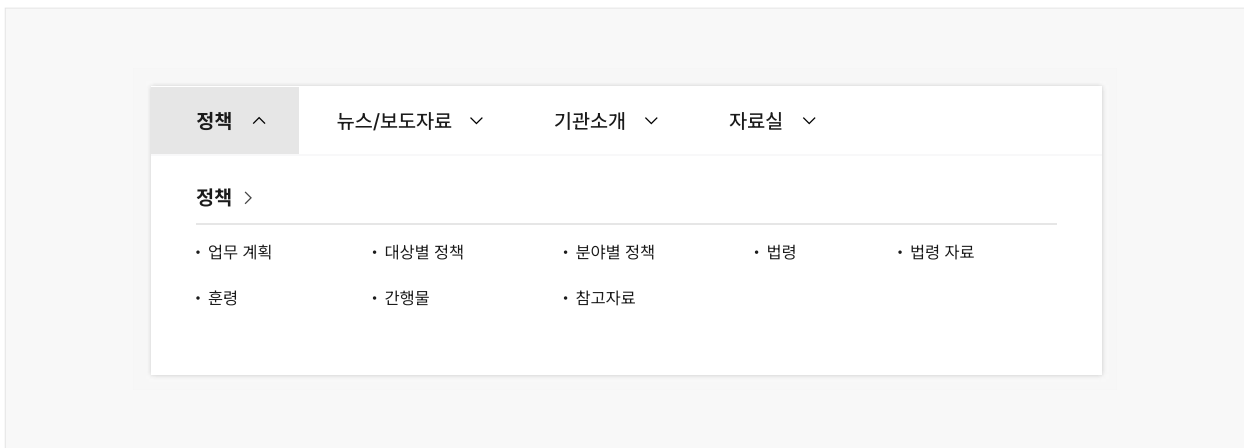 정책 뉴스/보도자료 기관소개 자료실
정책
• 업무 계획 • 대상별 정책 • 분야별 정책 • 법령 • 법령 자료
• 훈령 • 간행물 • 참고자료